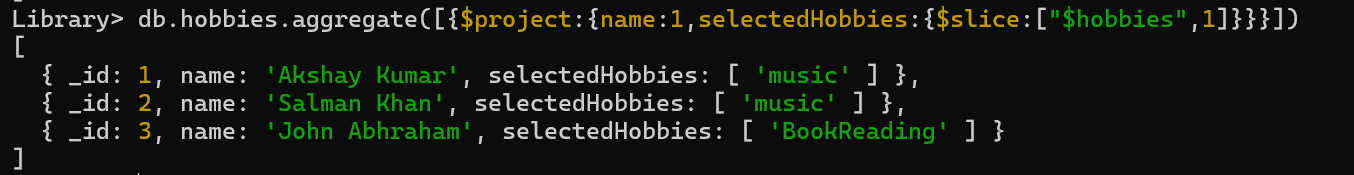 Library> db.hobbies.aggregate([{$project:{name:1,selectedHobbies:{$slice:["$hobbies",1]}}}])
[
  { _id: 1, name: 'Akshay Kumar', selectedHobbies: [ 'music' ] },
  { _id: 2, name: 'Salman Khan', selectedHobbies: [ 'music' ] },
  { _id: 3, name: 'John Abhraham', selectedHobbies: [ 'BookReading' ] }
]